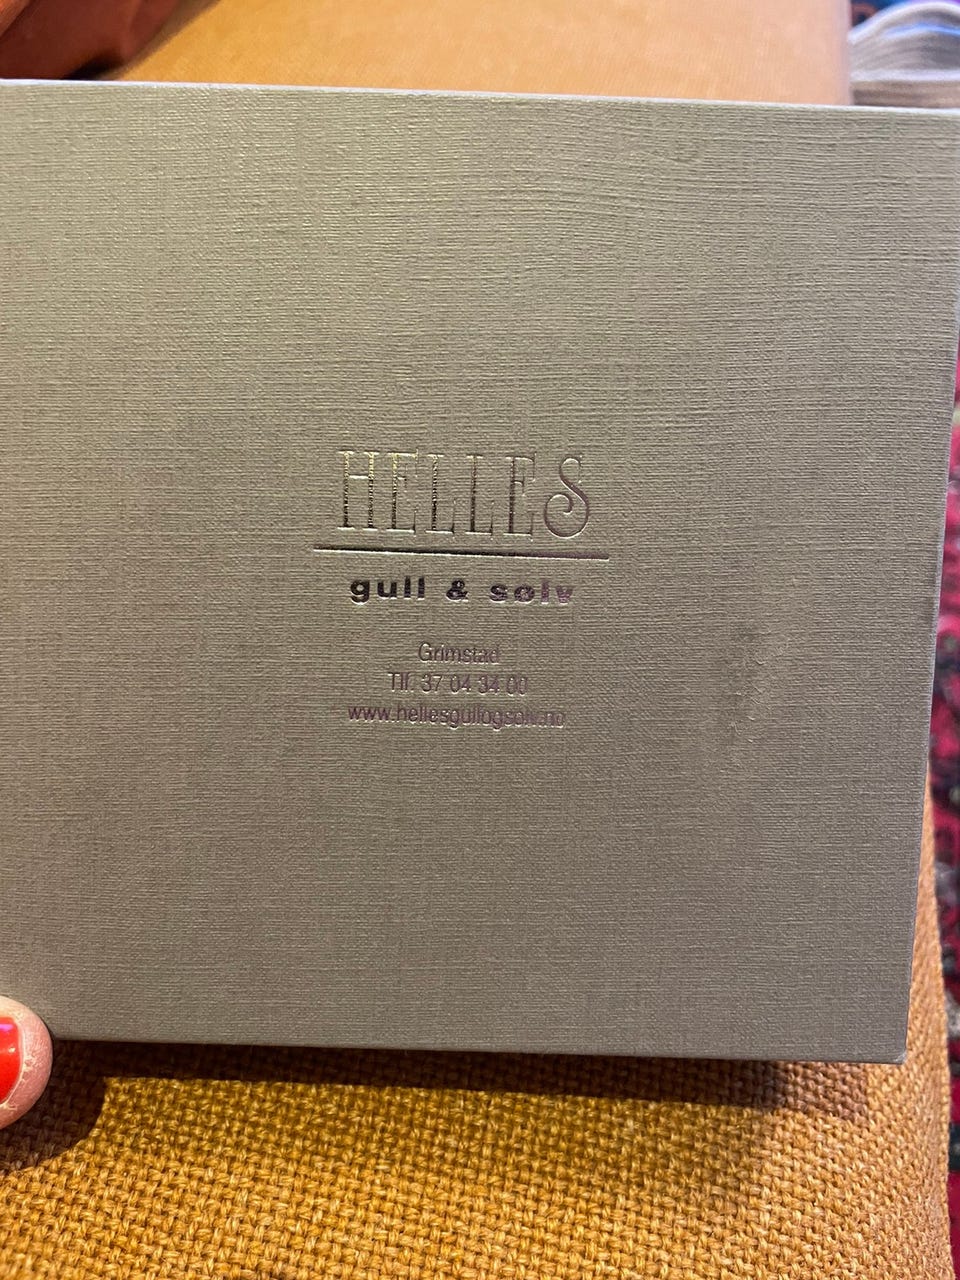 HELLES
gull & sølv
Grimstad
Tlf. 37 04 34 00
www.hellesgullogsolv.no